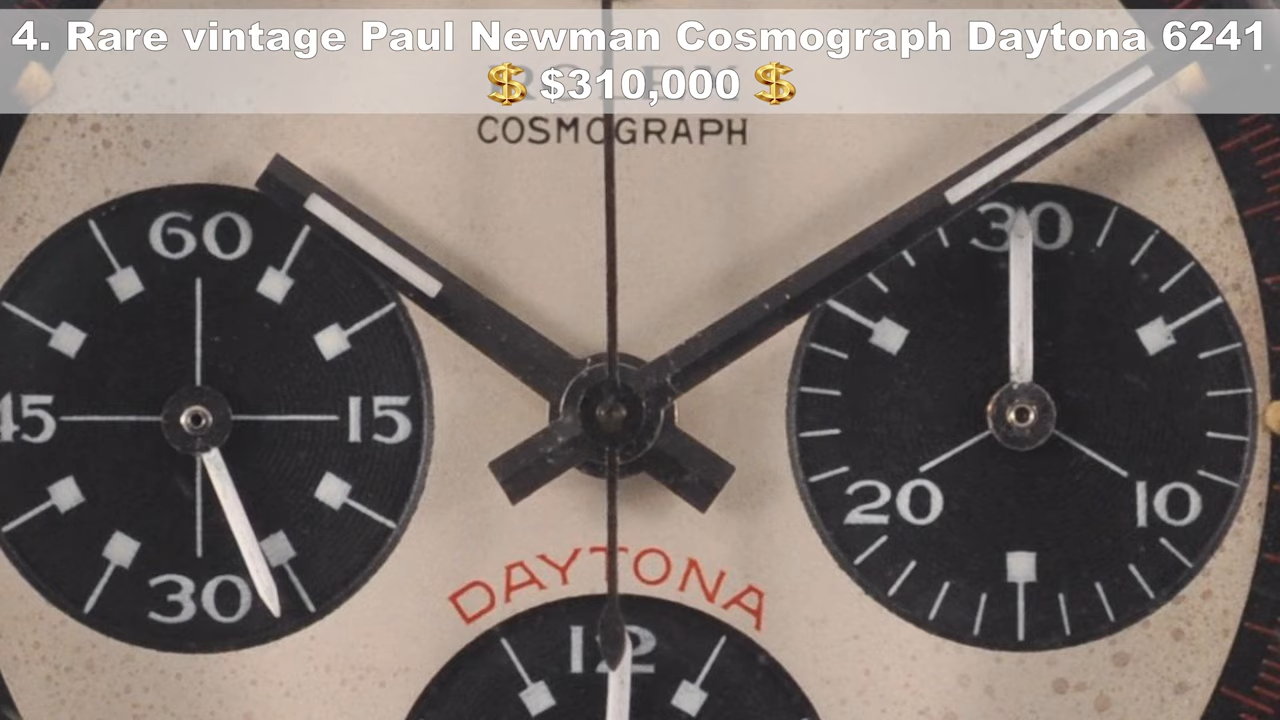 4. Rare vintage Paul Newman Cosmograph Daytona 6241
💲 $310,000 💲
ROLEX
COSMOGRAPH
60
30
45
15
20
10
30
DAYTONA
12